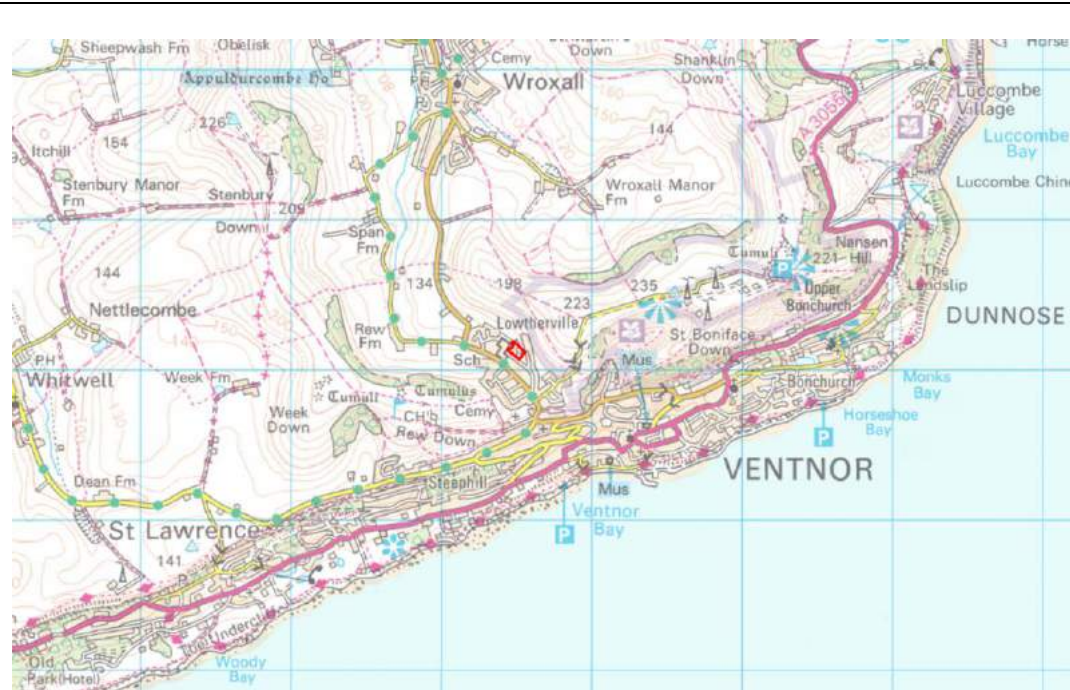 Sheepwash Fm
Obelisk
Cemy
Down
Shanklin
Down
Horse
Appuldurcombe Ho
Wroxall
A 3055
Luccombe
Village
226
154
144
Luccombe
Bay
Itchill
Stenbury Manor
Fm
Stenbury
Down
209
Wroxall Manor
Fm
Luccombe Chine
Span
Fm
Tumuli
P
Nansen
Hill
221
The
Landslip
144
134
198
235
Upper
Bonchurch
Nettlecombe
223
DUNNOSE
Lowtherville
Rew
Fm
Sch
St Boniface
Down
PH
Mus
Whitwell
Week Fm
Tumuli
Tumulus
Bonchurch
Monks
Bay
Week
Down
CH
Cemy
Rew Down
Horseshoe
Bay
P
Dean Fm
Steephill
VENTNOR
Mus
St Lawrence
P
Ventnor
Bay
141
P
The Undercliff
Old
Park (Hotel)
Woody
Bay